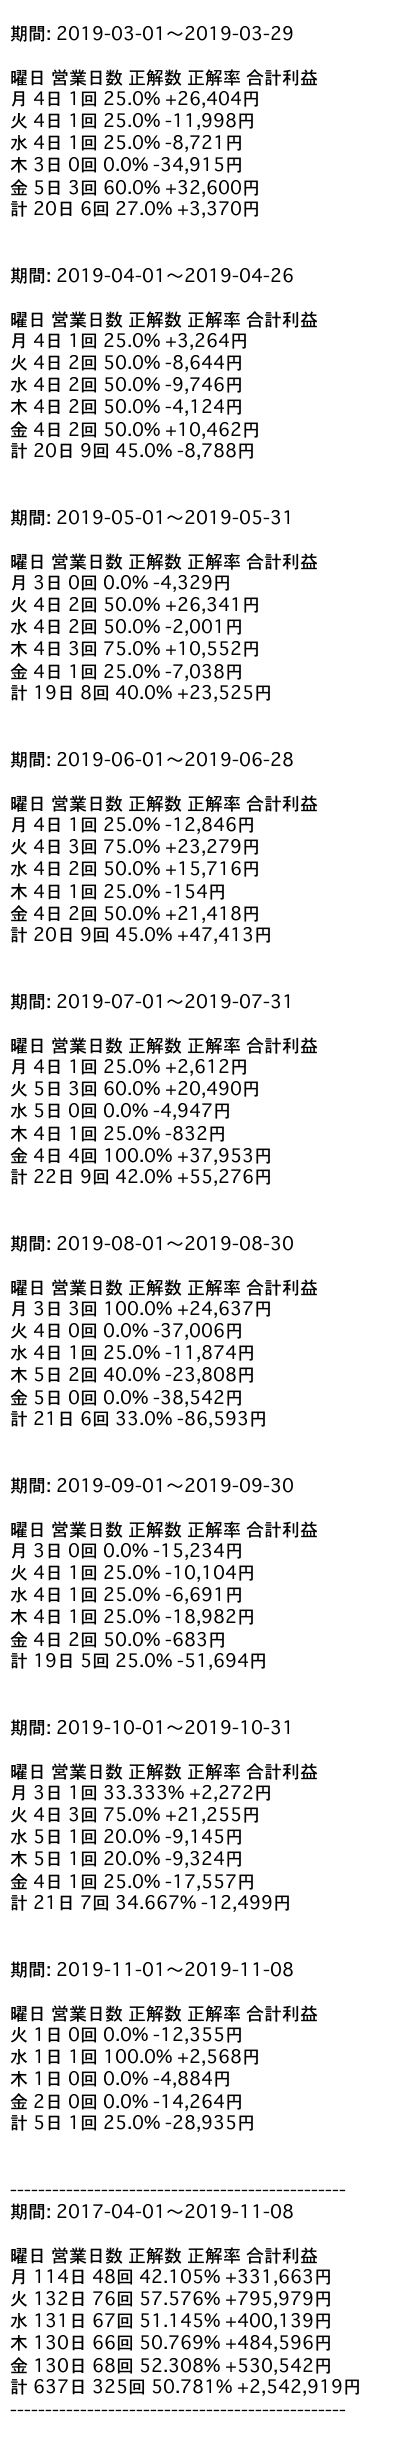 期間: 2019-03-01～2019-03-29
曜日 営業日数 正解数 正解率 合計利益
月 4日 1回 25.0% +26,404円
火 4日 1回 25.0% -11,998円
水 4日 1回 25.0% -8,721円
木 3日 0回 0.0% -34,915円
金 5日 3回 60.0% +32,600円
計 20日 6回 27.0% +3,370円
期間: 2019-04-01～2019-04-26
曜日 営業日数 正解数 正解率 合計利益
月 4日 1回 25.0% +3,264円
火 4日 2回 50.0% -8,644円
水 4日 2回 50.0% -9,746円
木 4日 2回 50.0% -4,124円
金 4日 2回 50.0% +10,462円
計 20日 9回 45.0% -8,788円
期間: 2019-05-01～2019-05-31
曜日 営業日数 正解数 正解率 合計利益
月 3日 0回 0.0% -4,329円
火 4日 2回 50.0% +26,341円
水 4日 2回 50.0% -2,001円
木 4日 3回 75.0% +10,552円
金 4日 1回 25.0% -7,038円
計 19日 8回 40.0% +23,525円
期間: 2019-06-01～2019-06-28
曜日 営業日数 正解数 正解率 合計利益
月 4日 1回 25.0% -12,846円
火 4日 3回 75.0% +23,279円
水 4日 2回 50.0% +15,716円
木 4日 1回 25.0% -154円
金 4日 2回 50.0% +21,418円
計 20日 9回 45.0% +47,413円
期間: 2019-07-01～2019-07-31
曜日 営業日数 正解数 正解率 合計利益
月 4日 1回 25.0% +2,612円
火 5日 3回 60.0% +20,490円
水 5日 0回 0.0% -4,947円
木 4日 1回 25.0% -832円
金 4日 4回 100.0% +37,953円
計 22日 9回 42.0% +55,276円
期間: 2019-08-01～2019-08-30
曜日 営業日数 正解数 正解率 合計利益
月 3日 3回 100.0% +24,637円
火 4日 0回 0.0% -37,006円
水 4日 1回 25.0% -11,874円
木 5日 2回 40.0% -23,808円
金 5日 0回 0.0% -38,542円
計 21日 6回 33.0% -86,593円
期間: 2019-09-01～2019-09-30
曜日 営業日数 正解数 正解率 合計利益
月 3日 0回 0.0% -15,234円
火 4日 1回 25.0% -10,104円
水 4日 1回 25.0% -6,691円
木 4日 1回 25.0% -18,982円
金 4日 2回 50.0% -683円
計 19日 5回 25.0% -51,694円
期間: 2019-10-01～2019-10-31
曜日 営業日数 正解数 正解率 合計利益
月 3日 1回 33.333% +2,272円
火 4日 3回 75.0% +21,255円
水 5日 1回 20.0% -9,145円
木 5日 1回 20.0% -9,324円
金 4日 1回 25.0% -17,557円
計 21日 7回 34.667% -12,499円
期間: 2019-11-01～2019-11-08
曜日 営業日数 正解数 正解率 合計利益
火 1日 0回 0.0% -12,355円
水 1日 1回 100.0% +2,568円
木 1日 0回 0.0% -4,884円
金 2日 0回 0.0% -14,264円
計 5日 1回 25.0% -28,935円
------------------------------------------------
期間: 2017-04-01～2019-11-08
曜日 営業日数 正解数 正解率 合計利益
月 114日 48回 42.105% +331,663円
火 132日 76回 57.576% +795,979円
水 131日 67回 51.145% +400,139円
木 130日 66回 50.769% +484,596円
金 130日 68回 52.308% +530,542円
計 637日 325回 50.781% +2,542,919円
------------------------------------------------